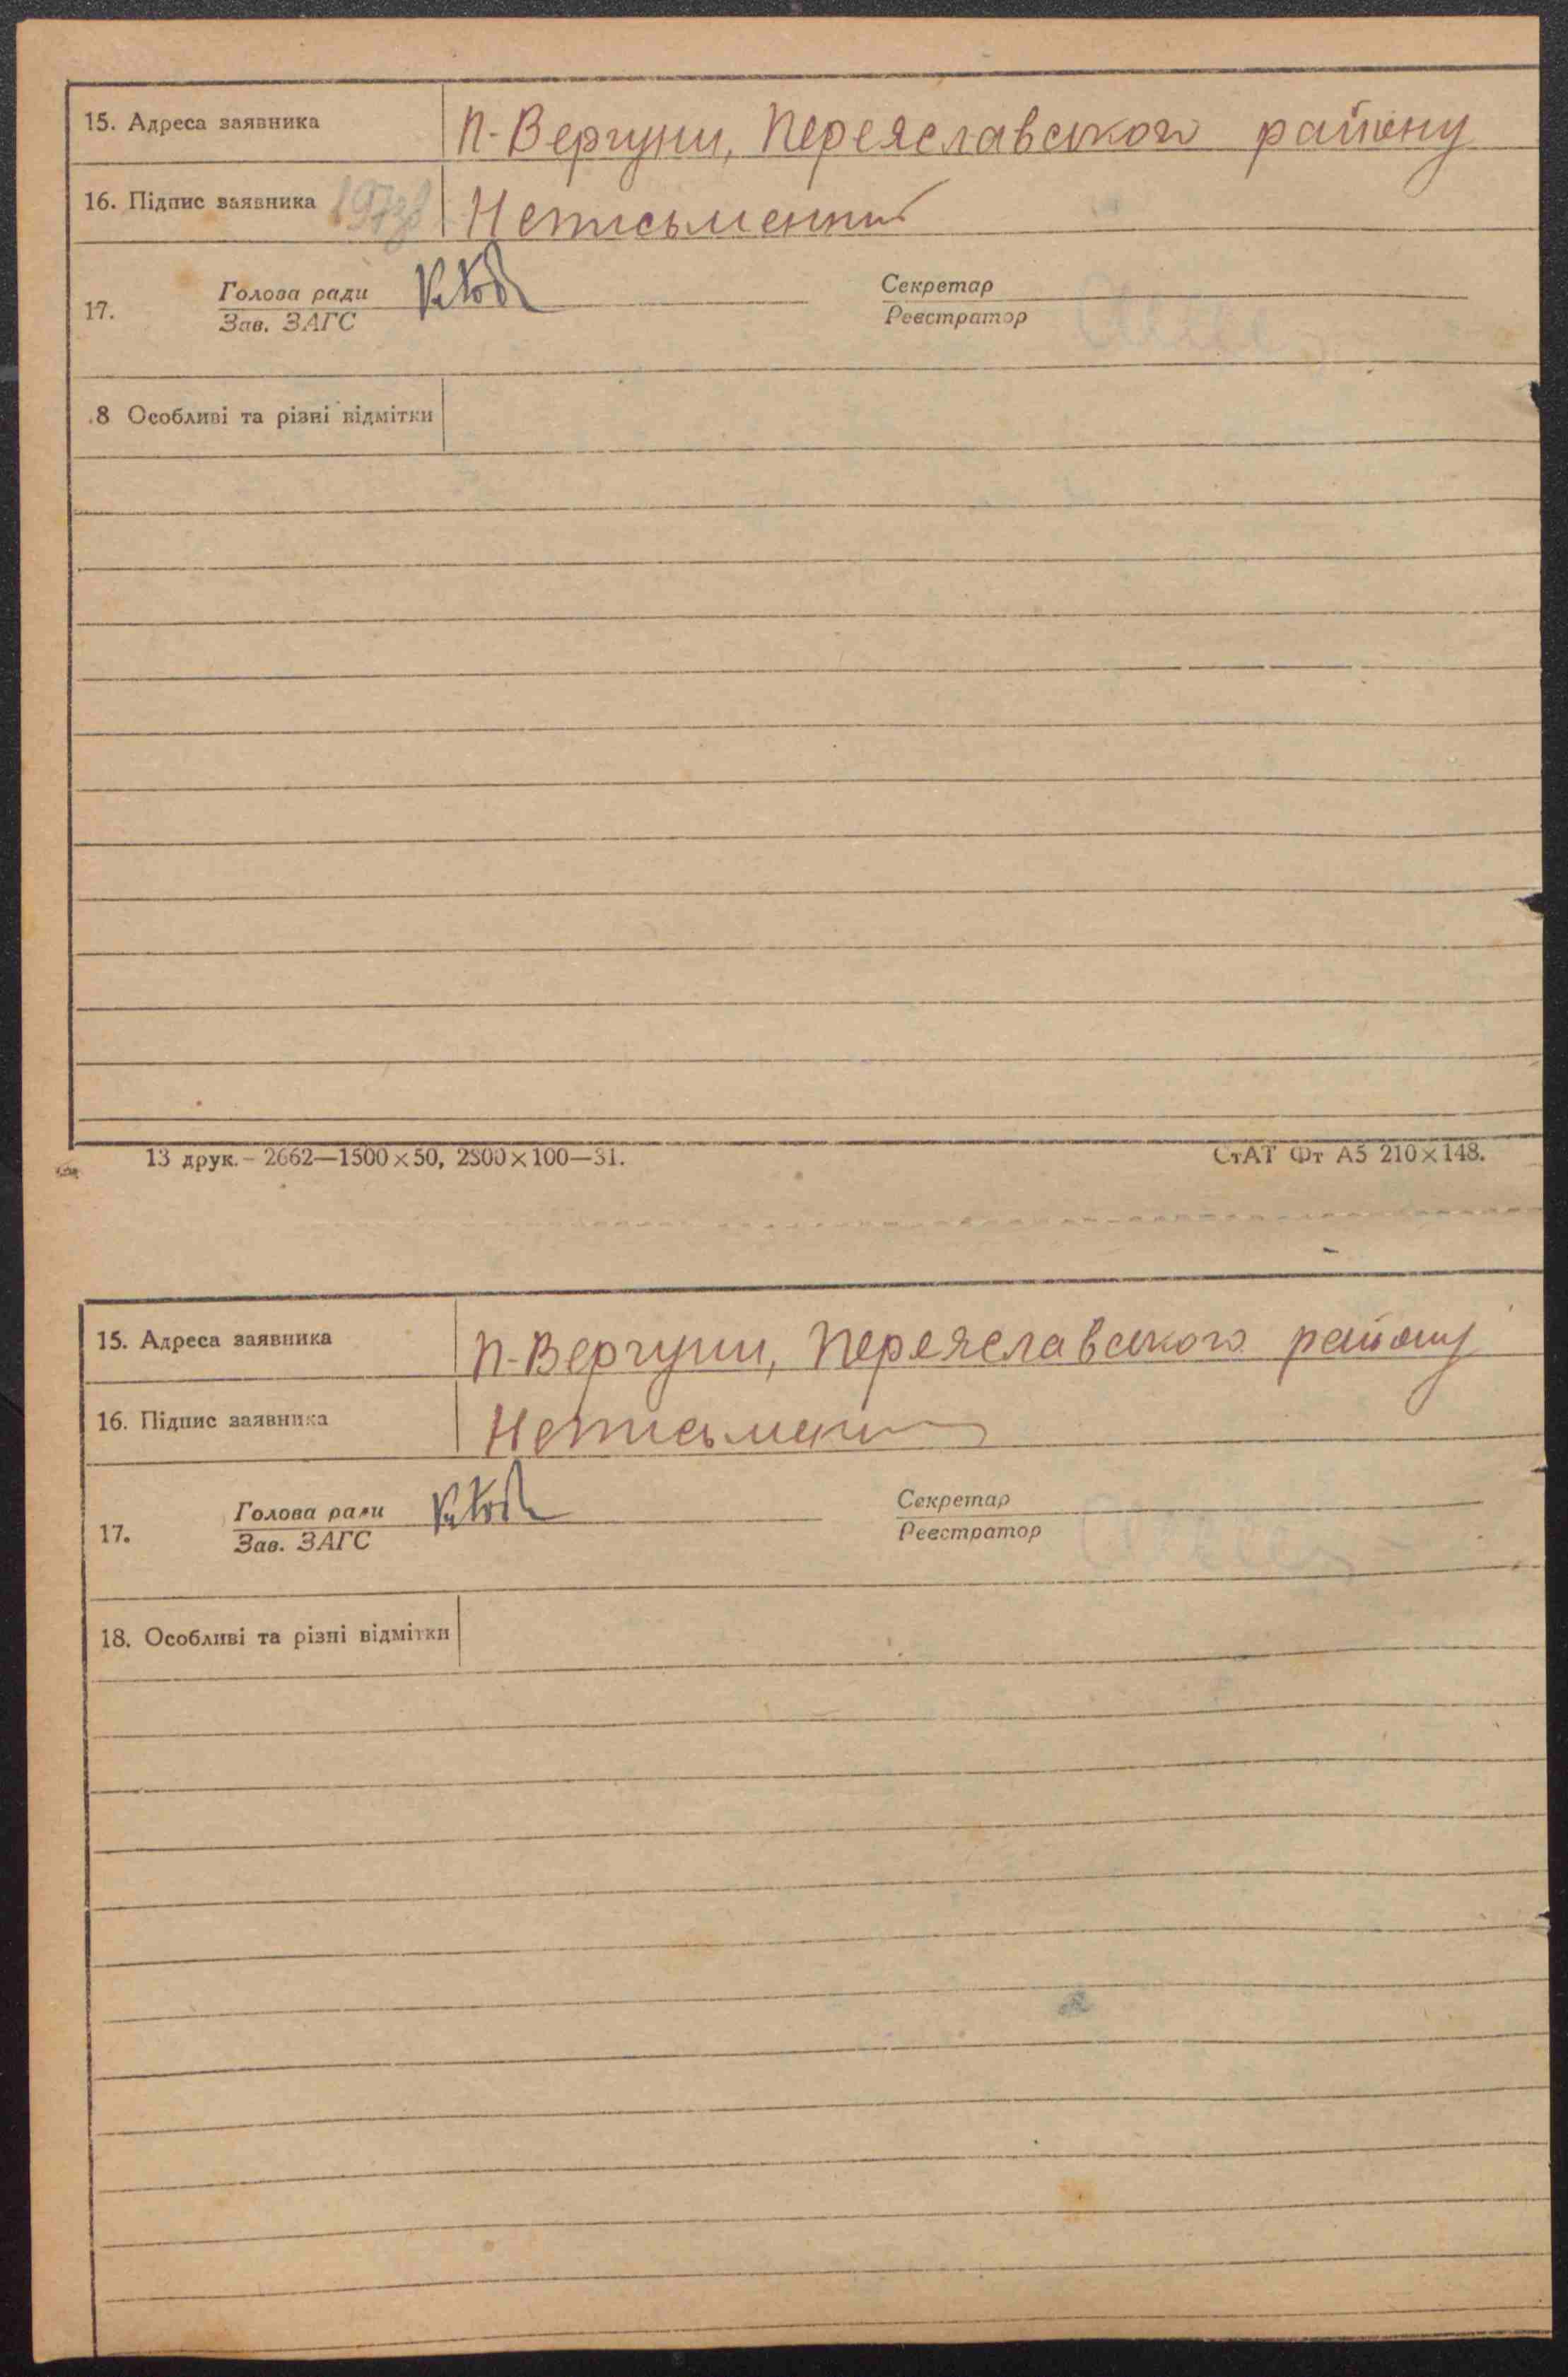 15. Адреса заявника П-Вергуни, Переяславського району
16. Підпис заявника Неписьменний
Голова ради Секретар
17.
Зав. ЗАГС Реєстратор
.8 Особливі та різні відмітки
13 друк.- 2662—1500×50, 2300×100—31. СтАТ Фт А5 210×148.
15. Адреса заявника П-Вергуни, Переяславського району
16. Підпис заявника Неписьмен
Голова ради Секретар
17.
Зав. ЗАГС Реєстратор
18. Особливі та різні відмітки